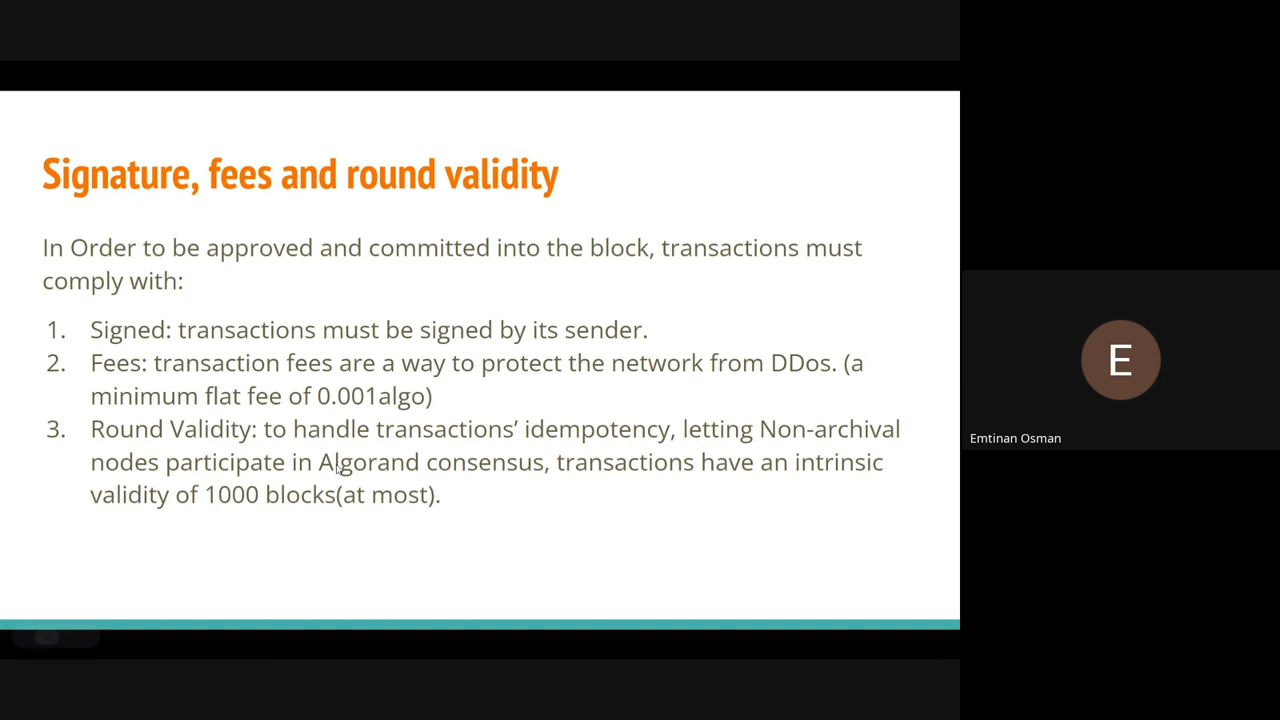 Signature, fees and round validity
In Order to be approved and committed into the block, transactions must
comply with:
1. Signed: transactions must be signed by its sender.
2. Fees: transaction fees are a way to protect the network from DDos. (a
minimum flat fee of 0.001algo)
3. Round Validity: to handle transactions’ idempotency, letting Non-archival
nodes participate in Algorand consensus, transactions have an intrinsic
validity of 1000 blocks(at most).
E
Emtinan Osman